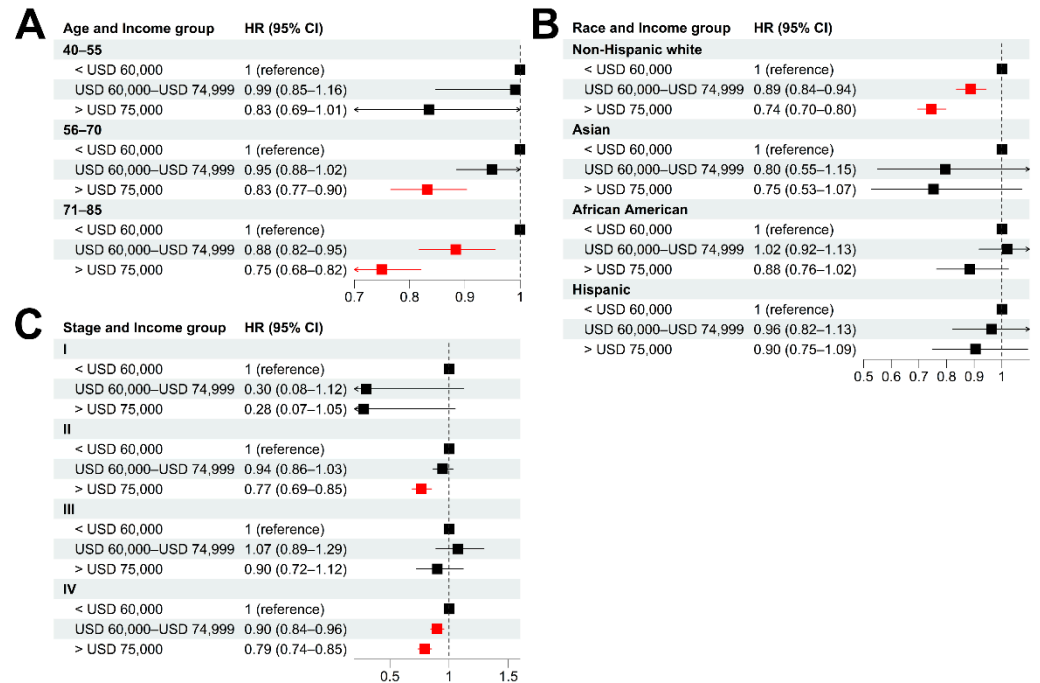 A
Age and Income group HR (95% CI)
40–55
< USD 60,000 1 (reference)
USD 60,000–USD 74,999 0.99 (0.85–1.16)
> USD 75,000 0.83 (0.69–1.01)
56–70
< USD 60,000 1 (reference)
USD 60,000–USD 74,999 0.95 (0.88–1.02)
> USD 75,000 0.83 (0.77–0.90)
71–85
< USD 60,000 1 (reference)
USD 60,000–USD 74,999 0.88 (0.82–0.95)
> USD 75,000 0.75 (0.68–0.82)
0.7 0.8 0.9 1
B
Race and Income group HR (95% CI)
Non-Hispanic white
< USD 60,000 1 (reference)
USD 60,000–USD 74,999 0.89 (0.84–0.94)
> USD 75,000 0.74 (0.70–0.80)
Asian
< USD 60,000 1 (reference)
USD 60,000–USD 74,999 0.80 (0.55–1.15)
> USD 75,000 0.75 (0.53–1.07)
African American
< USD 60,000 1 (reference)
USD 60,000–USD 74,999 1.02 (0.92–1.13)
> USD 75,000 0.88 (0.76–1.02)
Hispanic
< USD 60,000 1 (reference)
USD 60,000–USD 74,999 0.96 (0.82–1.13)
> USD 75,000 0.90 (0.75–1.09)
0.5 0.6 0.7 0.8 0.9 1
C
Stage and Income group HR (95% CI)
I
< USD 60,000 1 (reference)
USD 60,000–USD 74,999 0.30 (0.08–1.12)
> USD 75,000 0.28 (0.07–1.05)
II
< USD 60,000 1 (reference)
USD 60,000–USD 74,999 0.94 (0.86–1.03)
> USD 75,000 0.77 (0.69–0.85)
III
< USD 60,000 1 (reference)
USD 60,000–USD 74,999 1.07 (0.89–1.29)
> USD 75,000 0.90 (0.72–1.12)
IV
< USD 60,000 1 (reference)
USD 60,000–USD 74,999 0.90 (0.84–0.96)
> USD 75,000 0.79 (0.74–0.85)
0.5 1 1.5